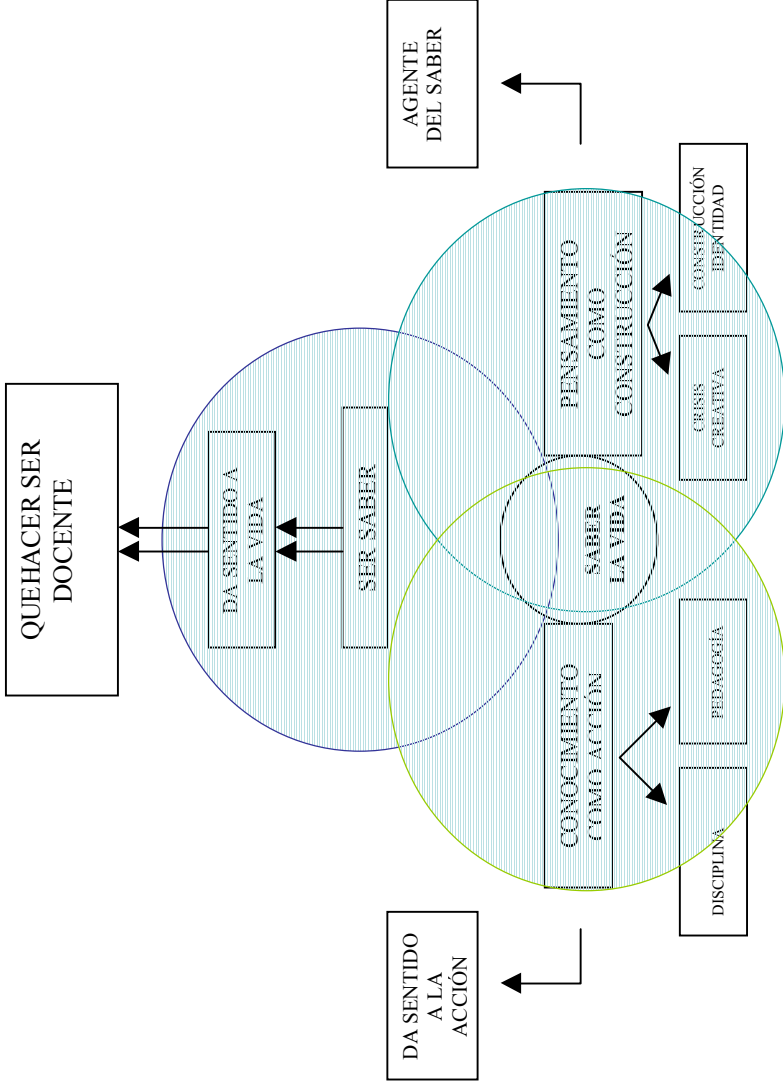 QUEHACER SER
DOCENTE
DA SENTIDO A
LA VIDA
SER SABER
DA SENTIDO
A LA
ACCIÓN
AGENTE
DEL SABER
CONOCIMIENTO
COMO ACCIÓN
SABER
LA VIDA
PENSAMIENTO
COMO
CONSTRUCCIÓN
DISCIPLINA
PEDAGOGÍA
CRISIS
CREATIVA
CONSTRUCCIÓN
IDENTIDAD